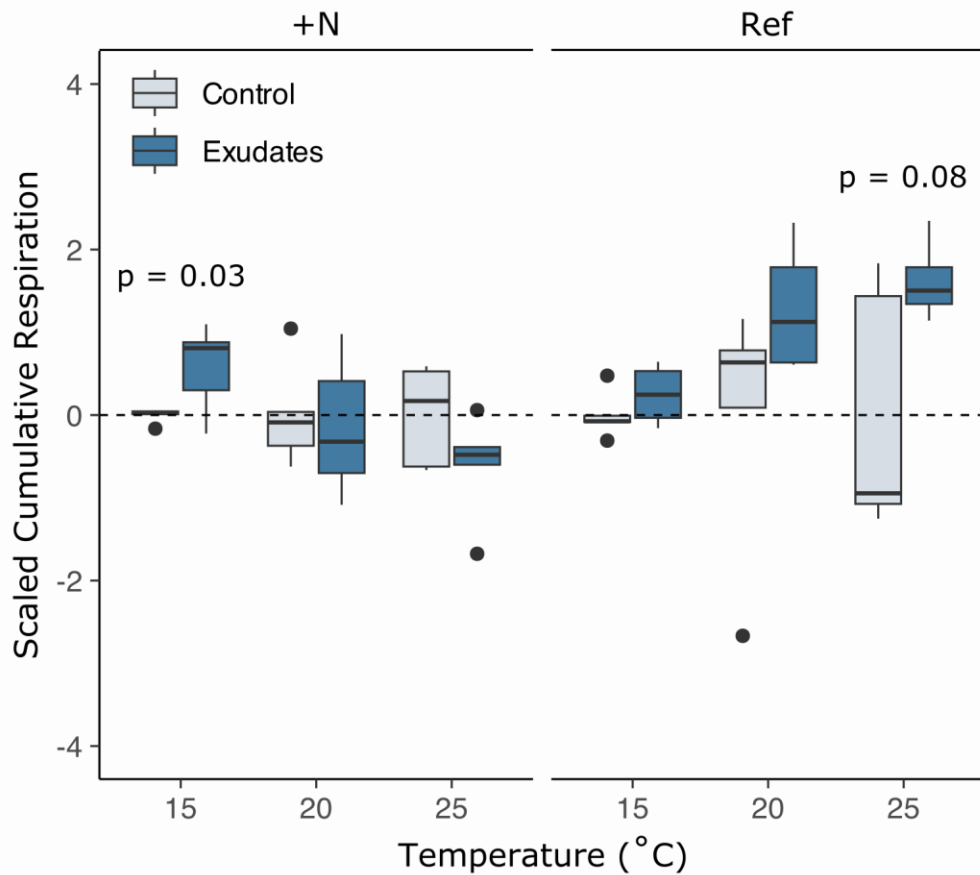 +N Ref
Control
Exudates
p = 0.03
p = 0.08
Scaled Cumulative Respiration
4
2
0
-2
-4
15 20 25 15 20 25
Temperature (°C)